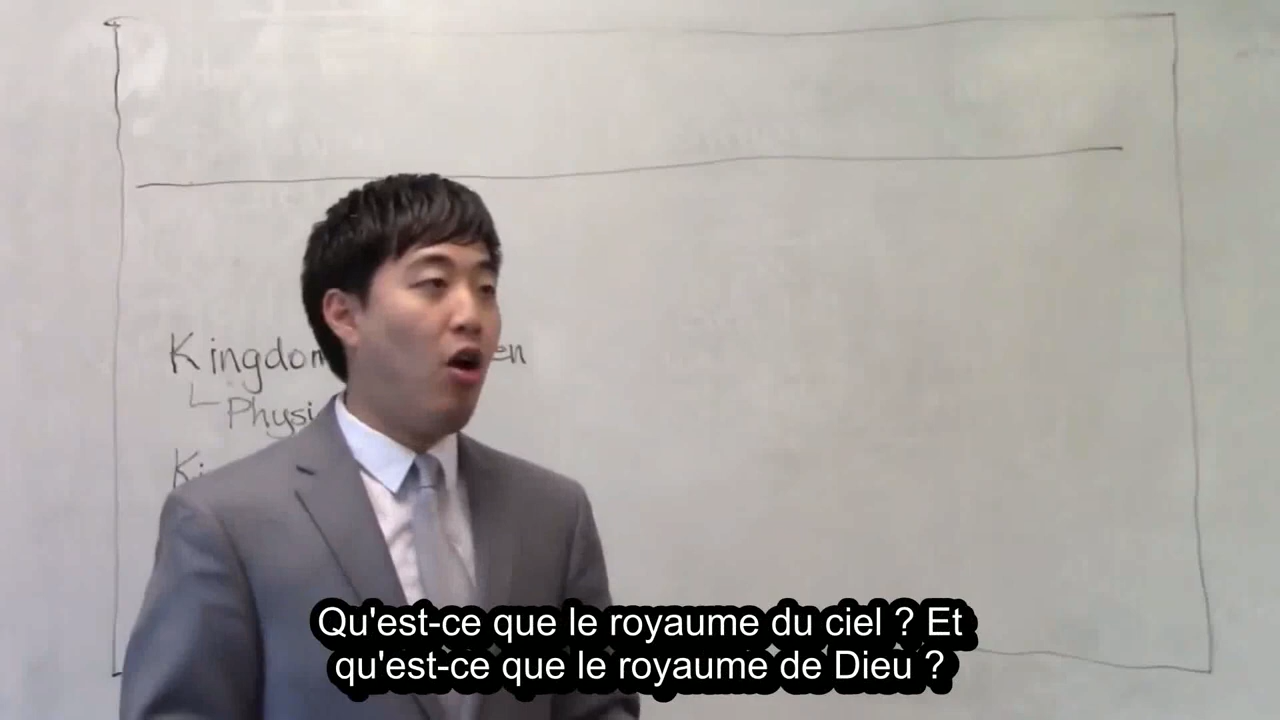 Kingdom
Physi
Qu'est-ce que le royaume du ciel ? Et
qu'est-ce que le royaume de Dieu ?